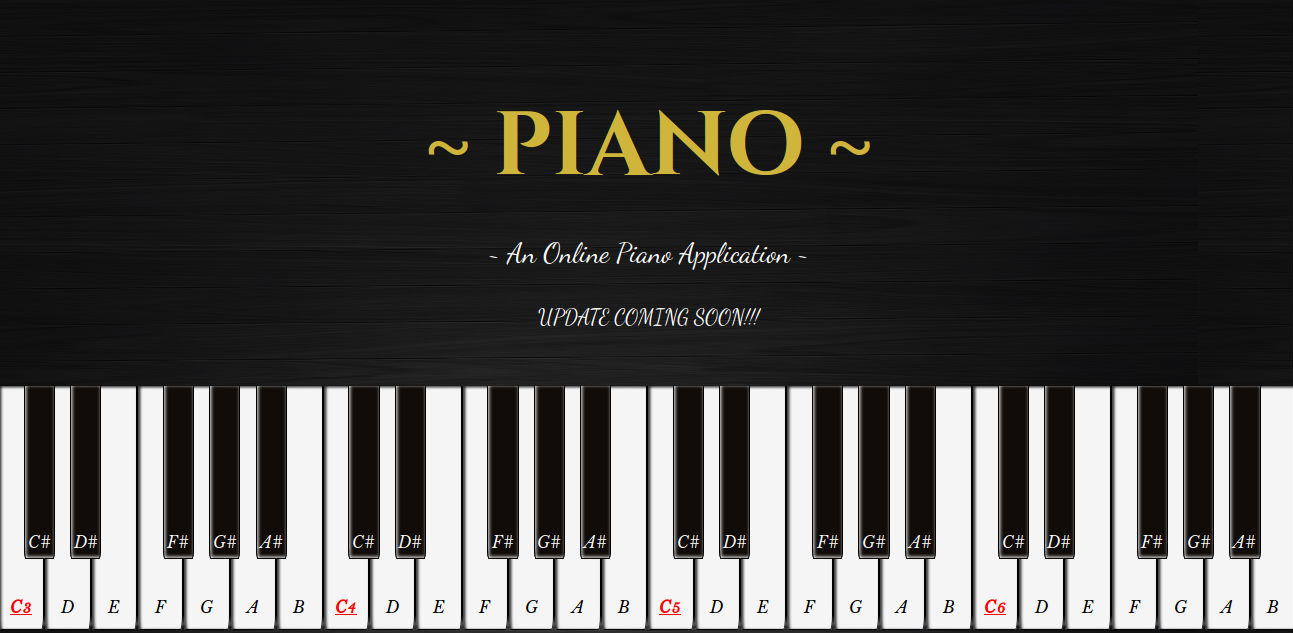 ~ PIANO ~
~ An Online Piano Application ~
UPDATE COMING SOON!!!
C# D# F# G# A# C# D# F# G# A# C# D# F# G# A# C# D# F# G# A#
C3 D E F G A B C4 D E F G A B C5 D E F G A B C6 D E F G A B